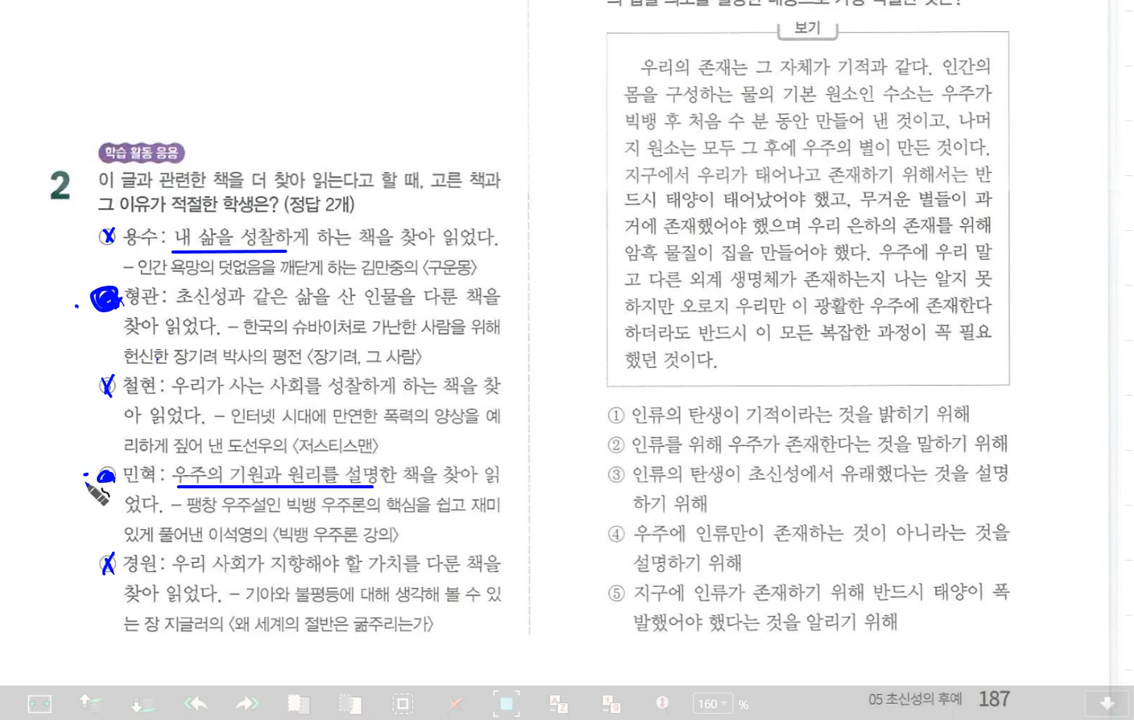 보기
우리의 존재는 그 자체가 기적과 같다. 인간의
몸을 구성하는 물의 기본 원소인 수소는 우주가
빅뱅 후 처음 수 분 동안 만들어 낸 것이고, 나머
지 원소는 모두 그 후에 우주의 별이 만든 것이다.
지구에서 우리가 태어나고 존재하기 위해서는 반
드시 태양이 태어났어야 했고, 무거운 별들이 과
거에 존재했어야 했으며 우리 은하의 존재를 위해
암흑 물질이 집을 만들어야 했다. 우주에 우리 말
고 다른 외계 생명체가 존재하는지 나는 알지 못
하지만 오로지 우리만 이 광활한 우주에 존재한다
하더라도 반드시 이 모든 복잡한 과정이 꼭 필요
했던 것이다.
① 인류의 탄생이 기적이라는 것을 밝히기 위해
② 인류를 위해 우주가 존재한다는 것을 말하기 위해
③ 인류의 탄생이 초신성에서 유래했다는 것을 설명
하기 위해
④ 우주에 인류만이 존재하는 것이 아니라는 것을
설명하기 위해
⑤ 지구에 인류가 존재하기 위해 반드시 태양이 폭
발했어야 했다는 것을 알리기 위해
학습 활동 응용
2 이 글과 관련한 책을 더 찾아 읽는다고 할 때, 고른 책과
그 이유가 적절한 학생은? (정답 2개)
용수: 내 삶을 성찰하게 하는 책을 찾아 읽었다.
– 인간 욕망의 덧없음을 깨닫게 하는 김만중의 〈구운몽〉
형관: 초신성과 같은 삶을 산 인물을 다룬 책을
찾아 읽었다. – 한국의 슈바이처로 가난한 사람을 위해
헌신한 장기려 박사의 평전 〈장기려, 그 사람〉
철현: 우리가 사는 사회를 성찰하게 하는 책을 찾
아 읽었다. – 인터넷 시대에 만연한 폭력의 양상을 예
리하게 짚어 낸 도선우의 〈저스티스맨〉
민혁: 우주의 기원과 원리를 설명한 책을 찾아 읽
었다. – 팽창 우주설인 빅뱅 우주론의 핵심을 쉽고 재미
있게 풀어낸 이석영의 〈빅뱅 우주론 강의〉
경원: 우리 사회가 지향해야 할 가치를 다룬 책을
찾아 읽었다. – 기아와 불평등에 대해 생각해 볼 수 있
는 장 지글러의 〈왜 세계의 절반은 굶주리는가〉
160 %
05 초신성의 후예 187